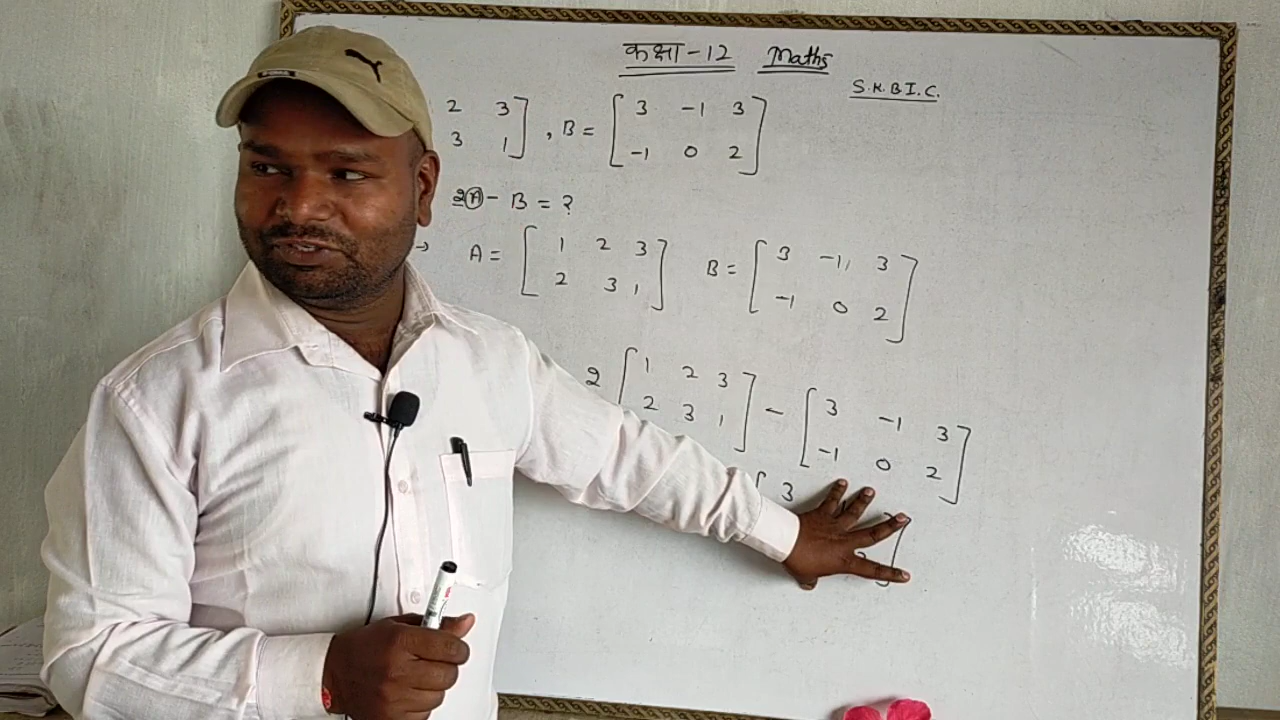 कक्षा-12 Maths
S.K.B.I.C.
2 3 , B = [ 3 -1 3
3 1 ] -1 0 2 ]
2A - B = ?
→ A = [ 1 2 3 B = [ 3 -1 3
2 3 1 ] -1 0 2 ]
2 [ 1 2 3
2 3 1 ] - [ 3 -1 3
-1 0 2 ]
[ 3
]